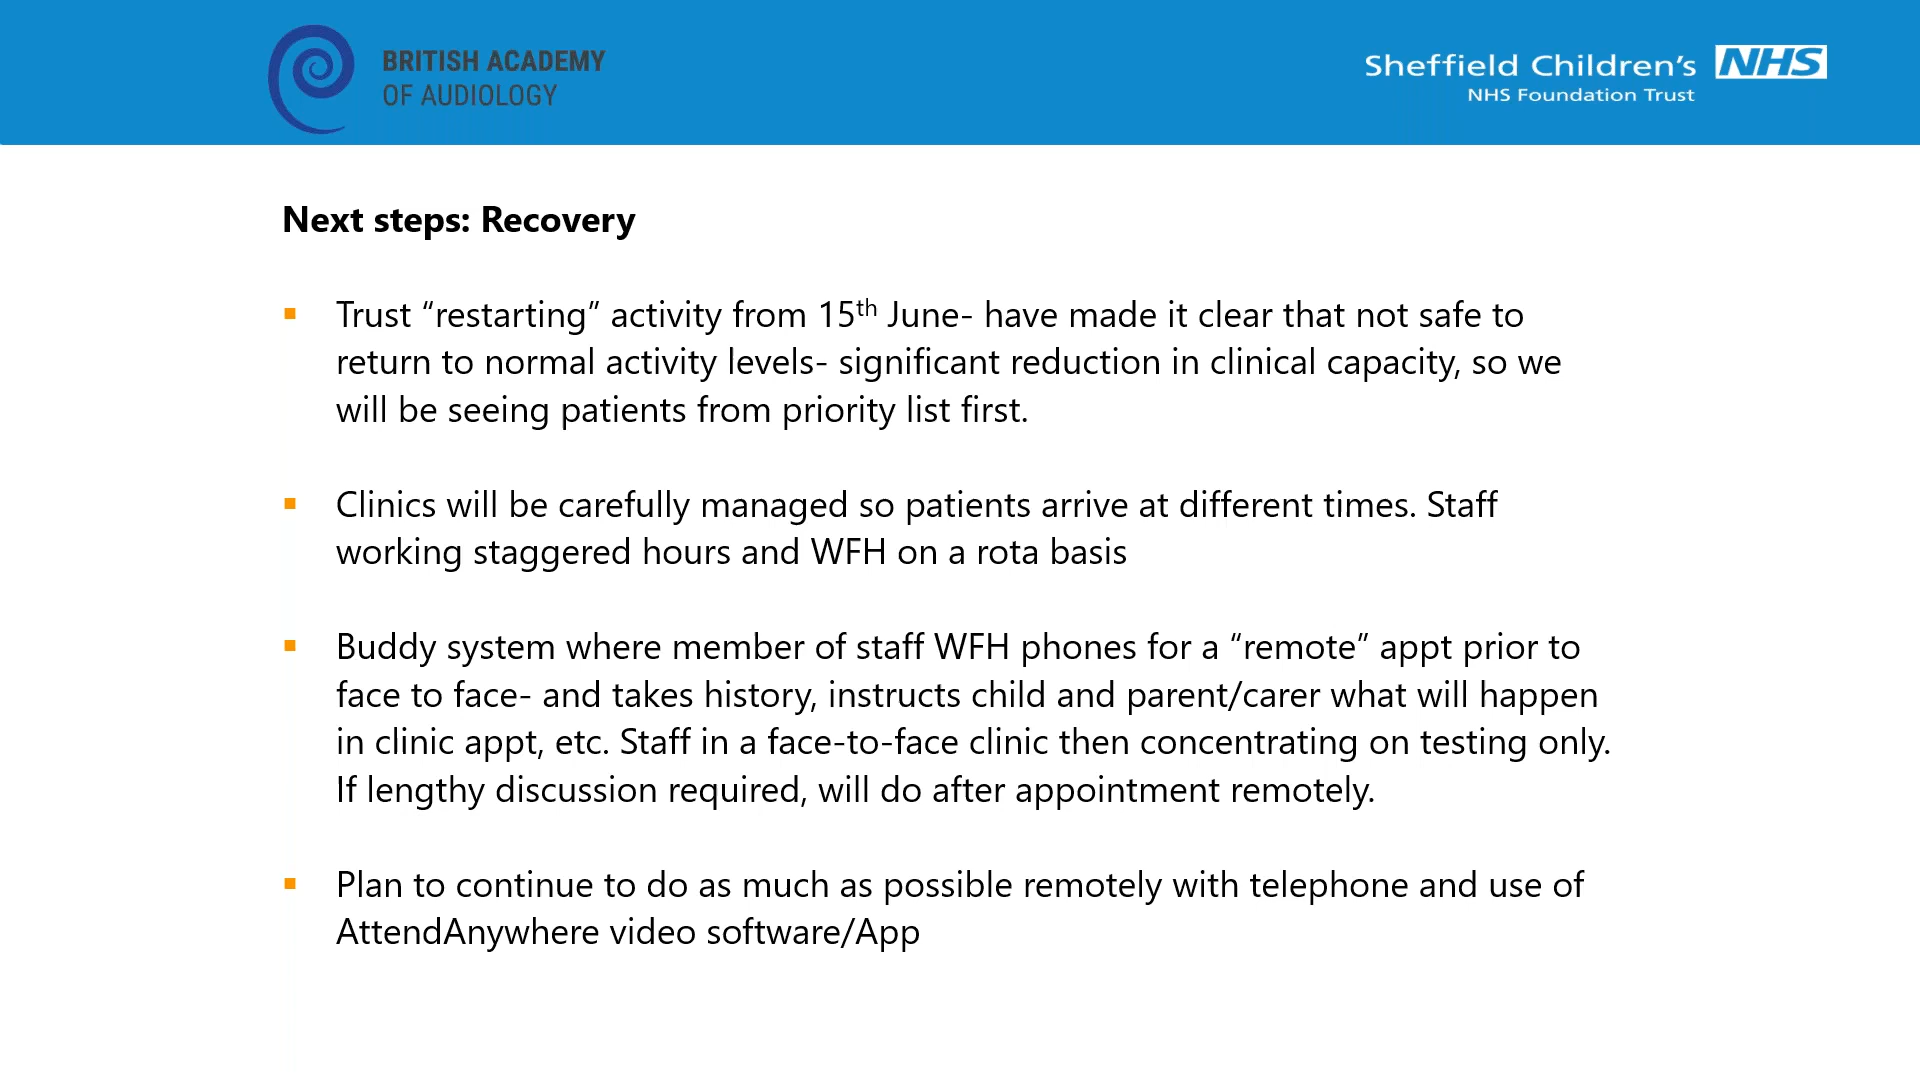 BRITISH ACADEMY
OF AUDIOLOGY
Sheffield Children's NHS
NHS Foundation Trust
Next steps: Recovery
▪ Trust “restarting” activity from 15th June- have made it clear that not safe to
return to normal activity levels- significant reduction in clinical capacity, so we
will be seeing patients from priority list first.
▪ Clinics will be carefully managed so patients arrive at different times. Staff
working staggered hours and WFH on a rota basis
▪ Buddy system where member of staff WFH phones for a “remote” appt prior to
face to face- and takes history, instructs child and parent/carer what will happen
in clinic appt, etc. Staff in a face-to-face clinic then concentrating on testing only.
If lengthy discussion required, will do after appointment remotely.
▪ Plan to continue to do as much as possible remotely with telephone and use of
AttendAnywhere video software/App